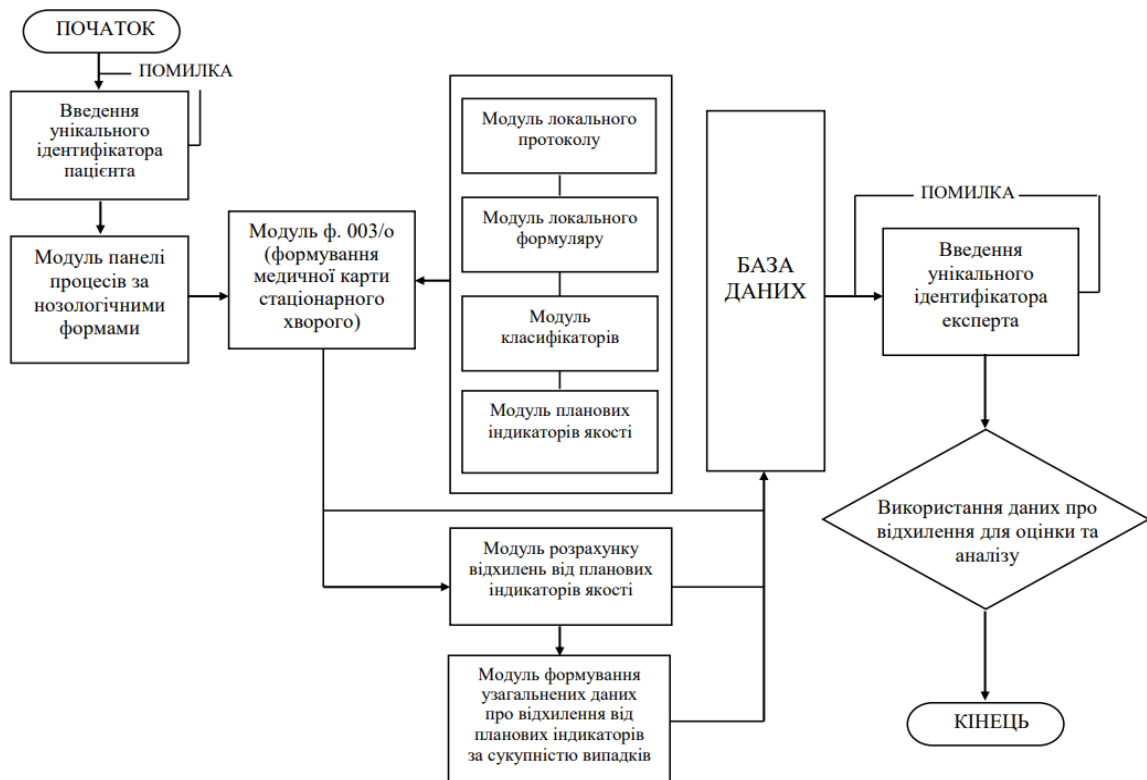 ПОЧАТОК
ПОМИЛКА
Введення
унікального
ідентифікатора
пацієнта
Модуль панелі
процесів за
нозологічними
формами
Модуль ф. 003/о
(формування
медичної карти
стаціонарного
хворого)
Модуль локального
протоколу
Модуль локального
формуляру
Модуль
класифікаторів
Модуль планових
індикаторів якості
Модуль розрахунку
відхилень від планових
індикаторів якості
Модуль формування
узагальнених даних
про відхилення від
планових індикаторів
за сукупністю випадків
БАЗА
ДАНИХ
ПОМИЛКА
Введення
унікального
ідентифікатора
експерта
Використання даних про
відхилення для оцінки та
аналізу
КІНЕЦЬ